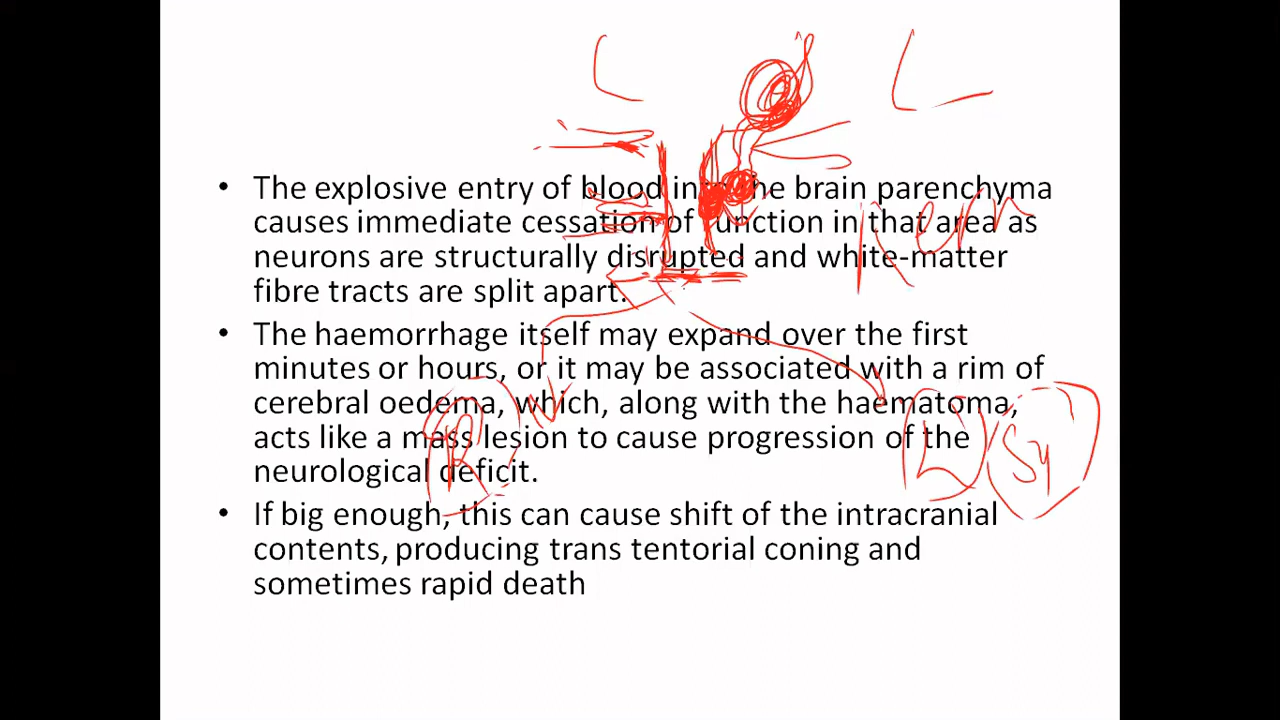 • The explosive entry of blood into the brain parenchyma
causes immediate cessation of function in that area as
neurons are structurally disrupted and white-matter
fibre tracts are split apart.
• The haemorrhage itself may expand over the first
minutes or hours, or it may be associated with a rim of
cerebral oedema, which, along with the haematoma,
acts like a mass lesion to cause progression of the
neurological deficit.
R
L
Sy
• If big enough, this can cause shift of the intracranial
contents, producing trans tentorial coning and
sometimes rapid death